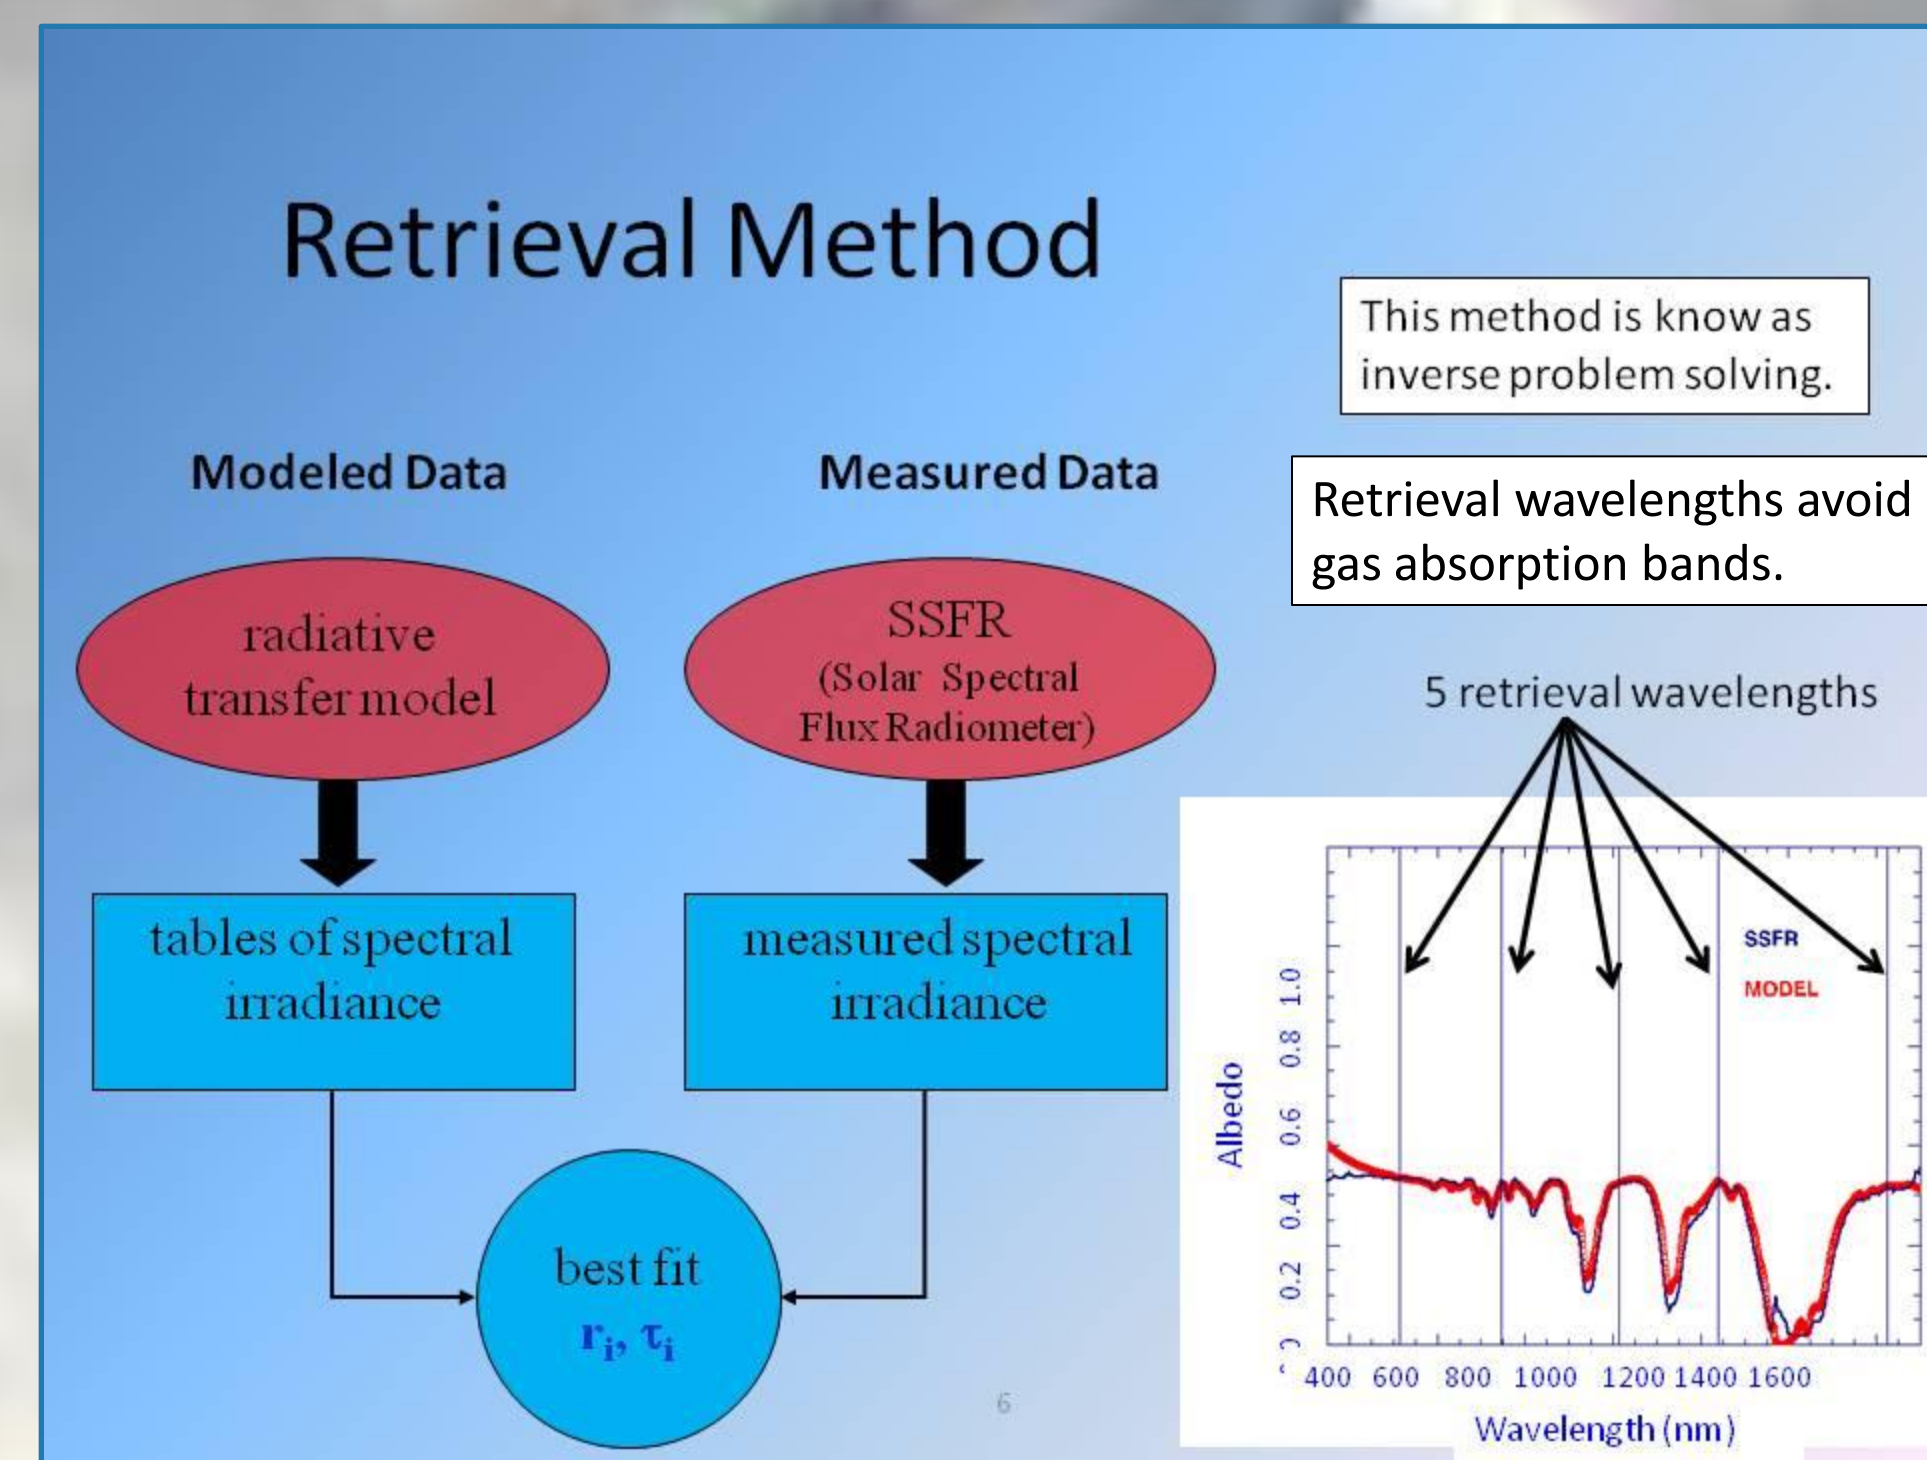 Retrieval Method
This method is know as
inverse problem solving.
Modeled Data
Measured Data
Retrieval wavelengths avoid
gas absorption bands.
radiative
transfer model
SSFR
(Solar Spectral
Flux Radiometer)
5 retrieval wavelengths
tables of spectral
irradiance
measured spectral
irradiance
best fit
rᵢ, τᵢ
SSFR
MODEL
Albedo
1.0
0.8
0.6
0.4
0.2
400 600 800 1000 1200 1400 1600
Wavelength (nm)
6